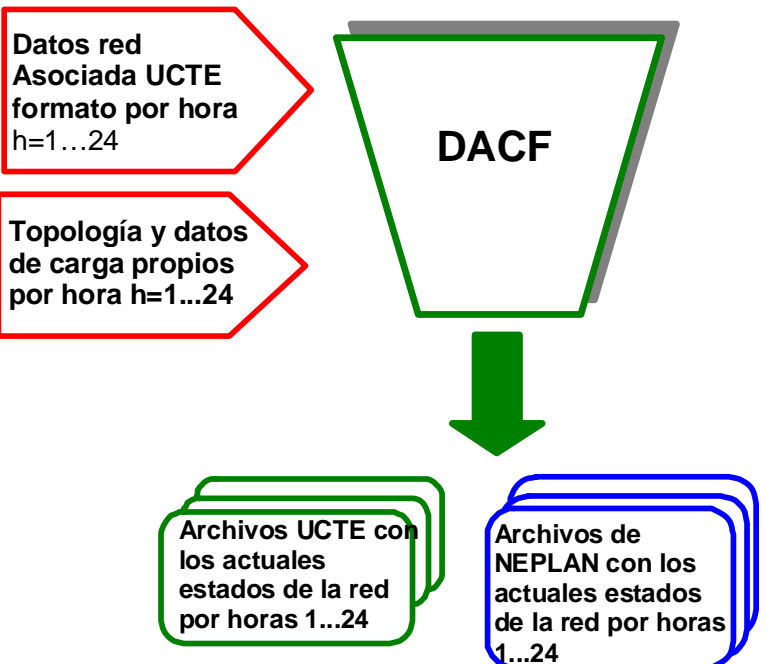 Datos red
Asociada UCTE
formato por hora
h=1…24
DACF
Topología y datos
de carga propios
por hora h=1...24
Archivos UCTE con
los actuales
estados de la red
por horas 1...24
Archivos de
NEPLAN con los
actuales estados
de la red por horas
1...24